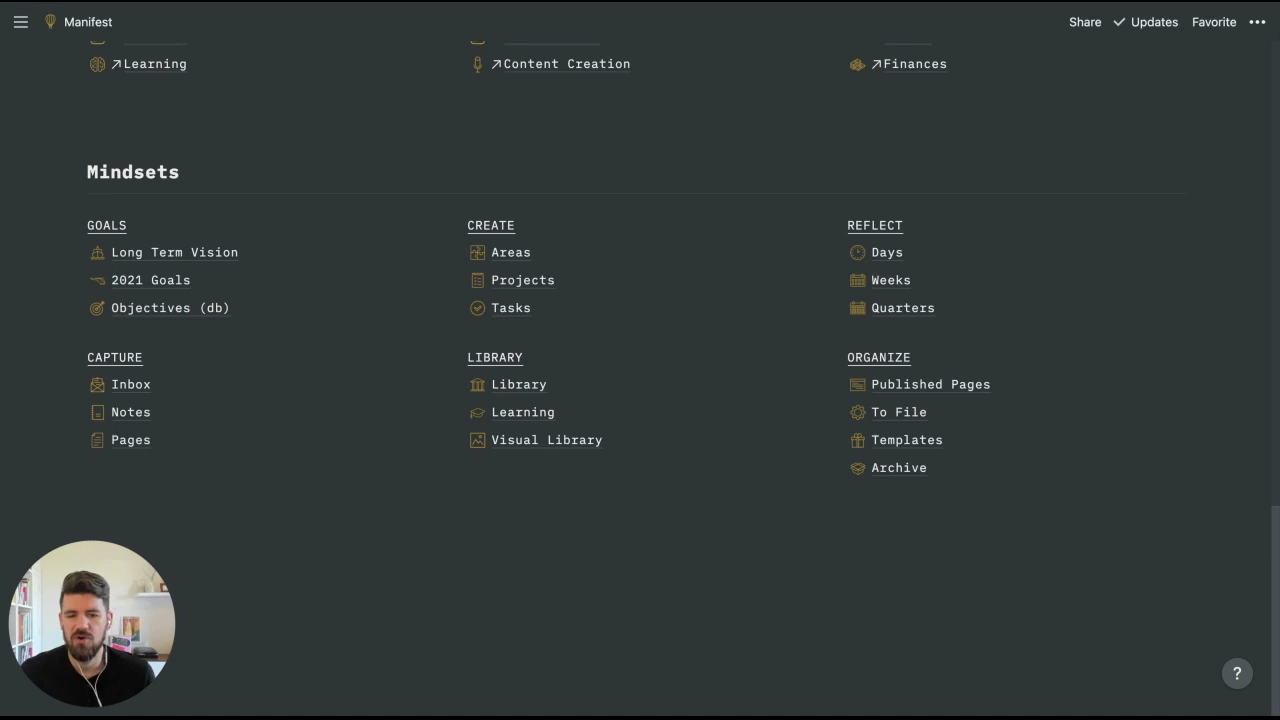 Manifest
Share Updates Favorite
Learning
Content Creation
Finances
Mindsets
GOALS
Long Term Vision
2021 Goals
Objectives (db)
CREATE
Areas
Projects
Tasks
REFLECT
Days
Weeks
Quarters
CAPTURE
Inbox
Notes
Pages
LIBRARY
Library
Learning
Visual Library
ORGANIZE
Published Pages
To File
Templates
Archive
?